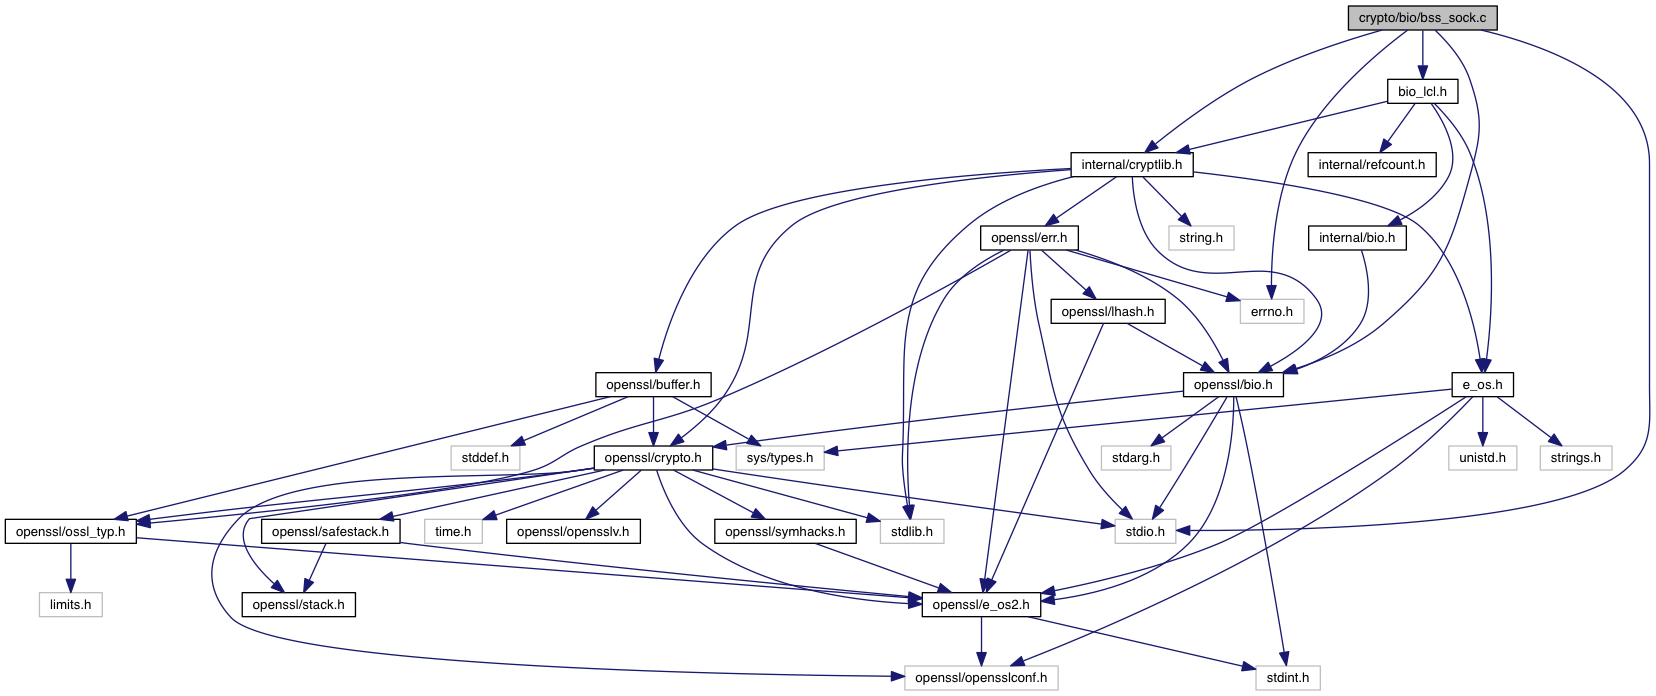 crypto/bio/bss_sock.c
bio_lcl.h
internal/cryptlib.h
internal/refcount.h
openssl/err.h
string.h
internal/bio.h
openssl/lhash.h
errno.h
openssl/buffer.h
openssl/bio.h
e_os.h
stddef.h
openssl/crypto.h
sys/types.h
stdarg.h
unistd.h
strings.h
openssl/ossl_typ.h
openssl/safestack.h
time.h
openssl/opensslv.h
openssl/symhacks.h
stdlib.h
stdio.h
limits.h
openssl/stack.h
openssl/e_os2.h
openssl/opensslconf.h
stdint.h